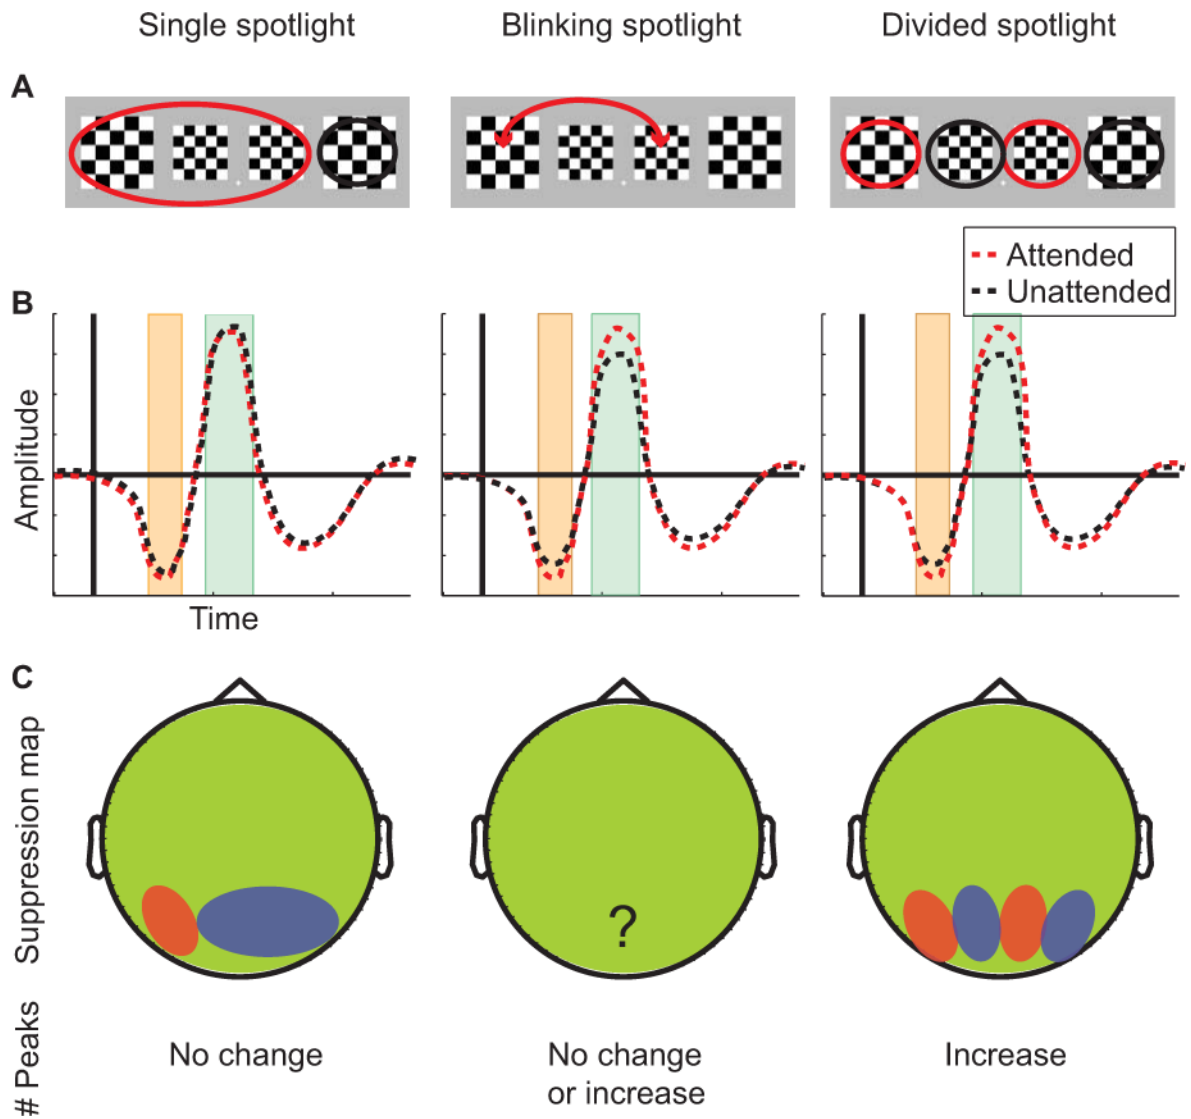 Single spotlight
Blinking spotlight
Divided spotlight
A
Attended
Unattended
B
Amplitude
Time
C
Suppression map
?
# Peaks
No change
No change
or increase
Increase